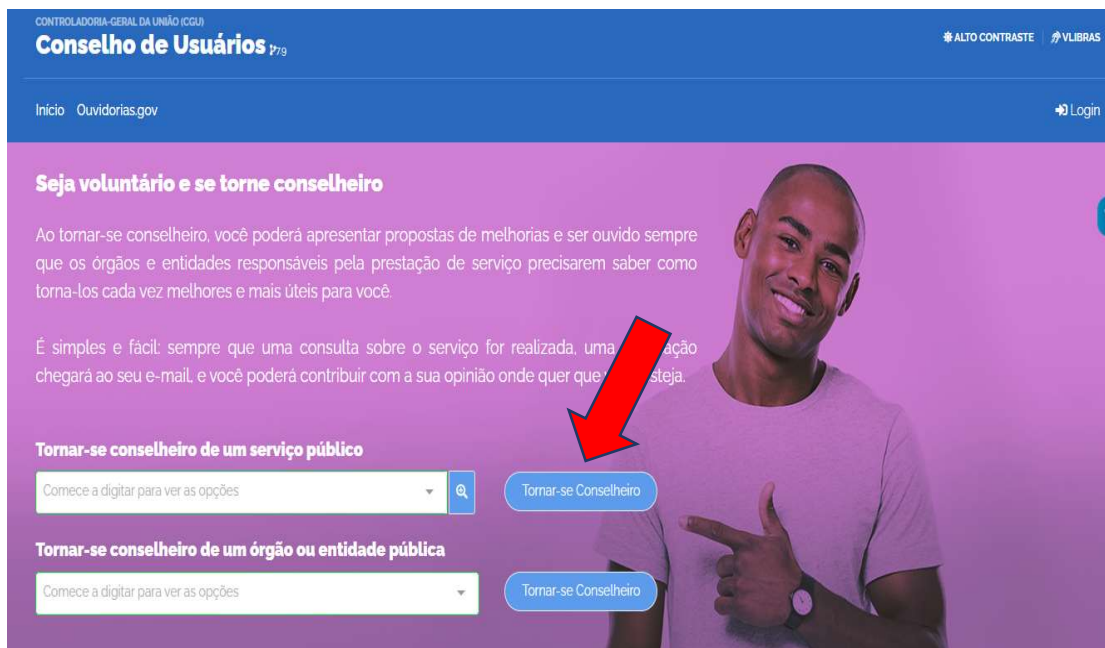 CONTROLADORIA-GERAL DA UNIÃO (CGU)
Conselho de Usuários 79
ALTO CONTRASTE VLIBRAS
Início Ouvidorias.gov Login
Seja voluntário e se torne conselheiro
Ao tornar-se conselheiro, você poderá apresentar propostas de melhorias e ser ouvido sempre
que os órgãos e entidades responsáveis pela prestação de serviço precisarem saber como
torna-los cada vez melhores e mais úteis para você.
É simples e fácil: sempre que uma consulta sobre o serviço for realizada, uma
chegará ao seu e-mail, e você poderá contribuir com a sua opinião onde quer que
Tornar-se conselheiro de um serviço público
Comece a digitar para ver as opções Tornar-se Conselheiro
Tornar-se conselheiro de um órgão ou entidade pública
Comece a digitar para ver as opções Tornar-se Conselheiro